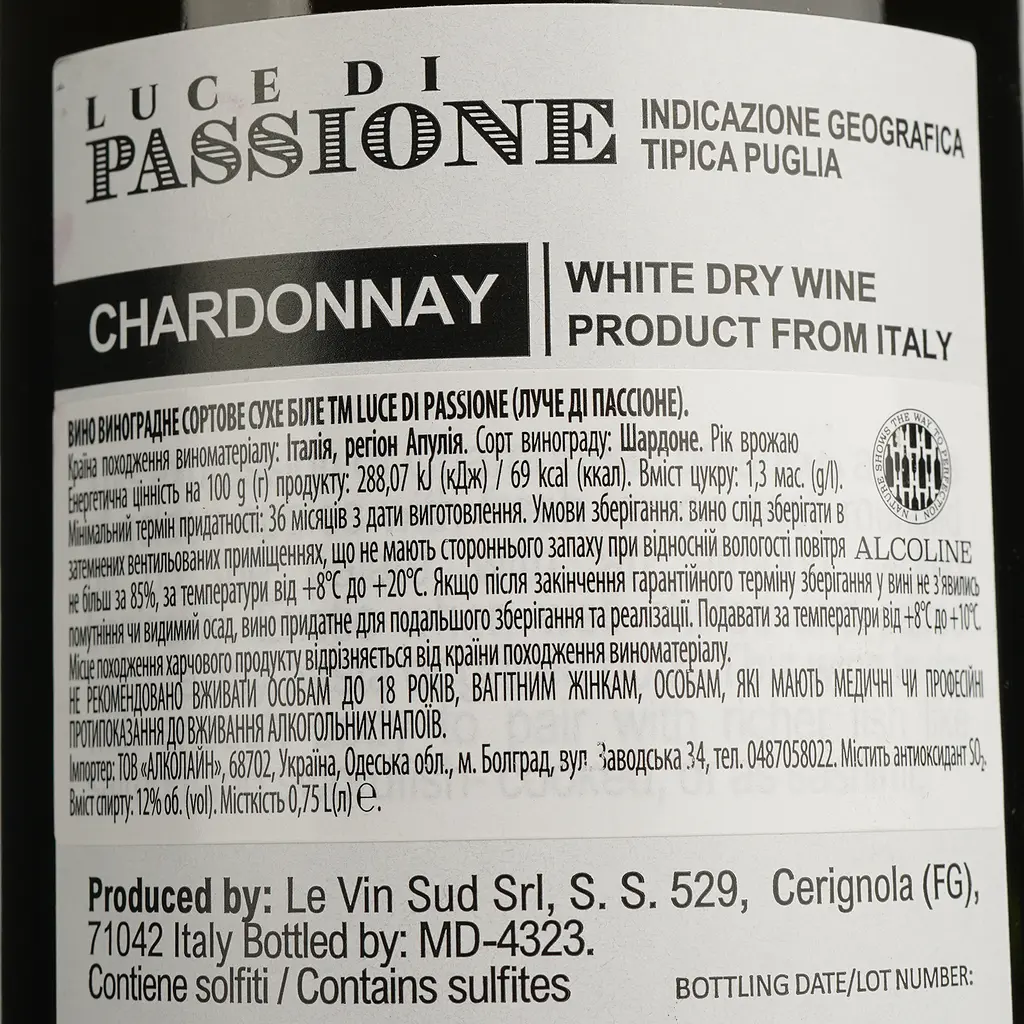 LUCE DI
PASSIONE
INDICAZIONE GEOGRAFICA
TIPICA PUGLIA
CHARDONNAY
WHITE DRY WINE
PRODUCT FROM ITALY
ВИНО ВИНОГРАДНЕ СОРТОВЕ СУХЕ БІЛЕ ТМ LUCE DI PASSIONE (ЛУЧЕ ДІ ПАССІОНЕ).
Країна походження виноматеріалу: Італія, регіон Апулія. Сорт винограду: Шардоне. Рік врожаю
Енергетична цінність на 100 g (г) продукту: 288,07 kJ (кДж) / 69 kcal (ккал). Вміст цукру: 1,3 мас. (g/l).
Мінімальний термін придатності: 36 місяців з дати виготовлення. Умови зберігання: вино слід зберігати в
затемнених вентильованих приміщеннях, що не мають стороннього запаху при відносній вологості повітря
не більш за 85%, за температури від +8°C до +20°C. Якщо після закінчення гарантійного терміну зберігання у вині не з'явились
помутніння чи видимий осад, вино придатне для подальшого зберігання та реалізації. Подавати за температури від +8°C до +10°C.
Місце походження харчового продукту відрізняється від країни походження виноматеріалу.
НЕ РЕКОМЕНДОВАНО ВЖИВАТИ ОСОБАМ ДО 18 РОКІВ, ВАГІТНИМ ЖІНКАМ, ОСОБАМ, ЯКІ МАЮТЬ МЕДИЧНІ ЧИ ПРОФЕСІЙНІ
ПРОТИПОКАЗАННЯ ДО ВЖИВАННЯ АЛКОГОЛЬНИХ НАПОЇВ.
Імпортер: ТОВ «АЛКОЛАЙН», 68702, Україна, Одеська обл., м. Болград, вул. Заводська 34, тел. 0487058022. Містить антиоксидант SO₂.
Вміст спирту: 12% об. (vol). Місткість 0,75 L(л) ℮.
NATURE SHOWS THE WAY TO PERFECTION
ALCOLINE
Produced by: Le Vin Sud Srl, S. S. 529, Cerignola (FG),
71042 Italy Bottled by: MD-4323.
Contiene solfiti / Contains sulfites
BOTTLING DATE/LOT NUMBER: